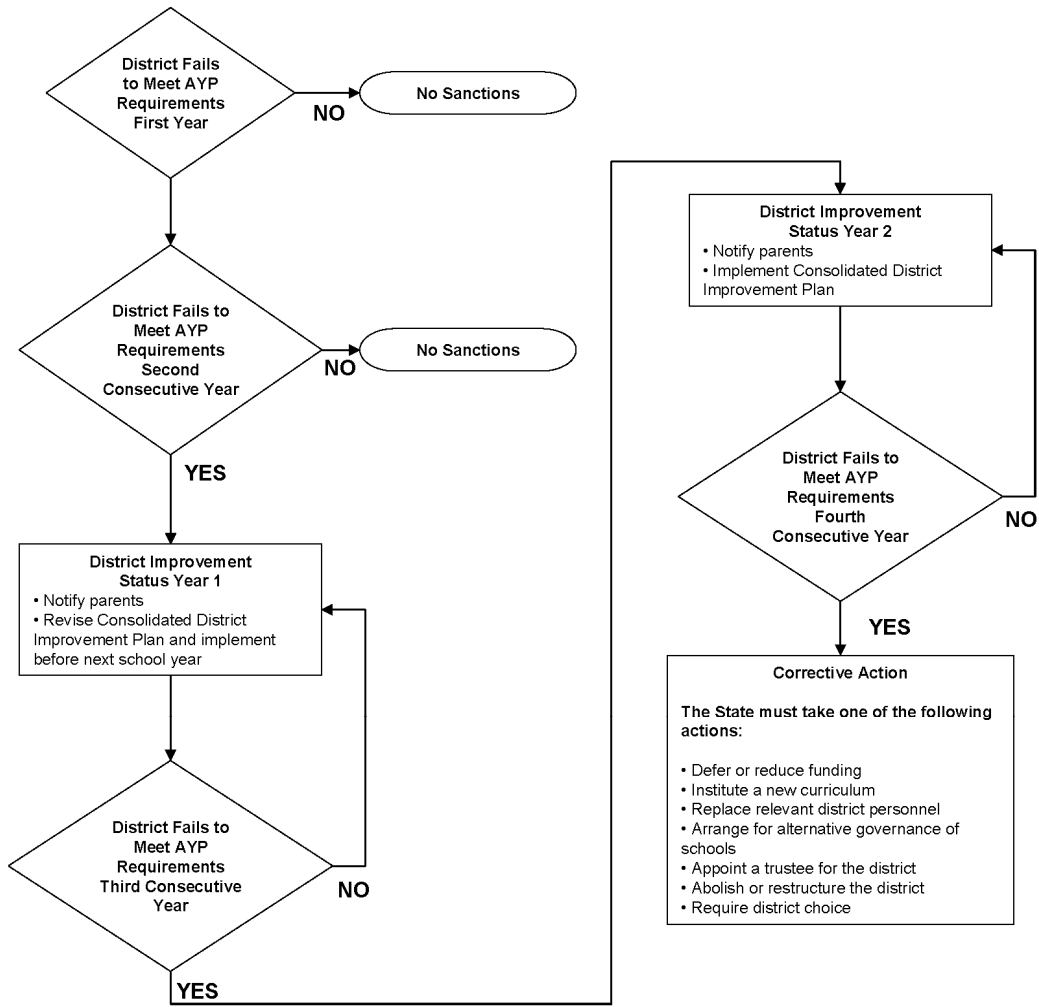 District Fails
to Meet AYP
Requirements
First Year
NO
No Sanctions
District Fails to
Meet AYP
Requirements
Second
Consecutive Year
NO
No Sanctions
YES
District Improvement
Status Year 1
• Notify parents
• Revise Consolidated District
Improvement Plan and implement
before next school year
District Fails to
Meet AYP
Requirements
Third Consecutive
Year
NO
YES
District Improvement
Status Year 2
• Notify parents
• Implement Consolidated District
Improvement Plan
District Fails to
Meet AYP
Requirements
Fourth
Consecutive Year
NO
YES
Corrective Action
The State must take one of the following
actions:
• Defer or reduce funding
• Institute a new curriculum
• Replace relevant district personnel
• Arrange for alternative governance of
schools
• Appoint a trustee for the district
• Abolish or restructure the district
• Require district choice